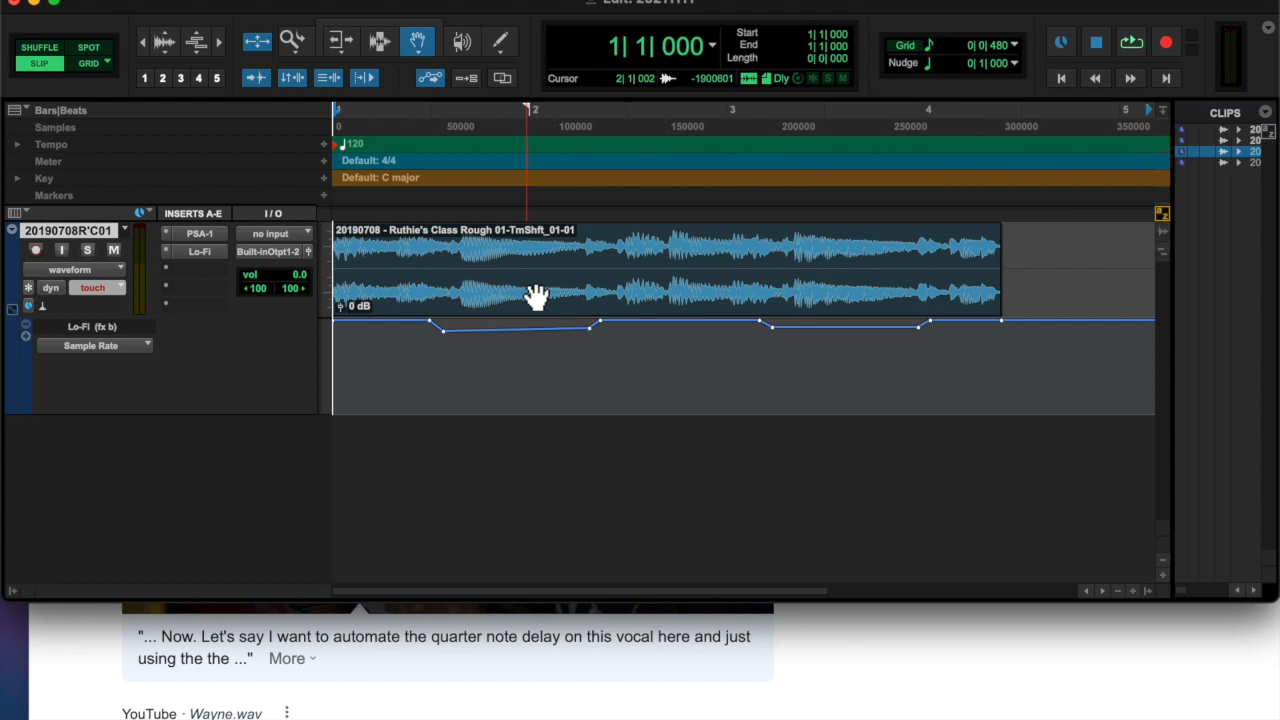 SHUFFLE SPOT
SLIP GRID
1 2 3 4 5
1| 1| 000
Start 1| 1| 000
End 1| 1| 000
Length 0| 0| 000
Cursor 2| 1| 002 -1900601 Dly S M
Grid 0| 0| 480
Nudge 0| 1| 000
Bars|Beats 2 3 4 5
Samples 0 50000 100000 150000 200000 250000 300000 350000
Tempo + 120
Meter + Default: 4/4
Key + Default: C major
Markers +
CLIPS
20
20
20
20
INSERTS A-E I / O
20190708R'C01 PSA-1 no input
I S M Lo-Fi Built-inOtpt1-2
waveform
dyn touch
vol 0.0
100 100
20190708 - Ruthie's Class Rough 01-TmShft_01-01
0 dB
Lo-Fi (fx b)
Sample Rate
"... Now. Let's say I want to automate the quarter note delay on this vocal here and just
using the the ..." More
YouTube · Wayne.wav